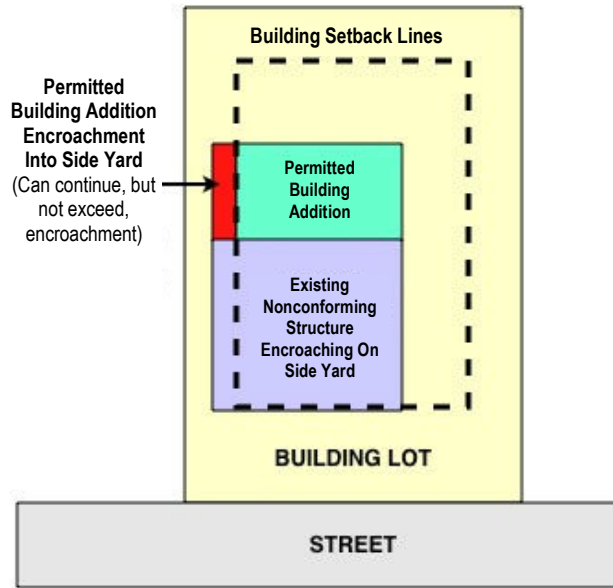 Building Setback Lines
Permitted
Building Addition
Encroachment
Into Side Yard
(Can continue, but
not exceed,
encroachment)
Permitted
Building
Addition
Existing
Nonconforming
Structure
Encroaching On
Side Yard
BUILDING LOT
STREET